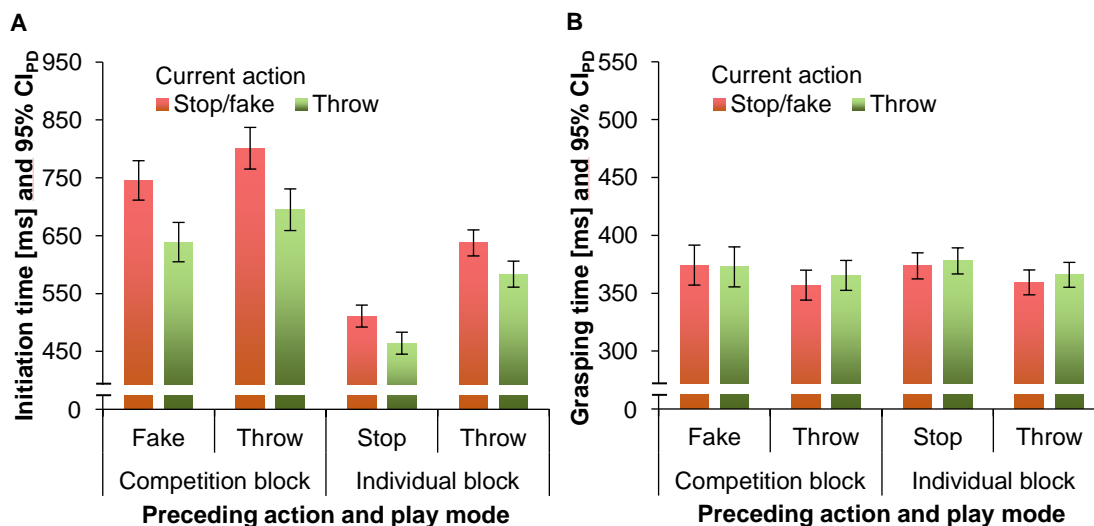 A
Initiation time [ms] and 95% CIPD
950
850
750
650
550
450
0
Current action
Stop/fake Throw
Fake Throw Stop Throw
Competition block Individual block
Preceding action and play mode
B
Grasping time [ms] and 95% CIPD
550
500
450
400
350
300
0
Current action
Stop/fake Throw
Fake Throw Stop Throw
Competition block Individual block
Preceding action and play mode